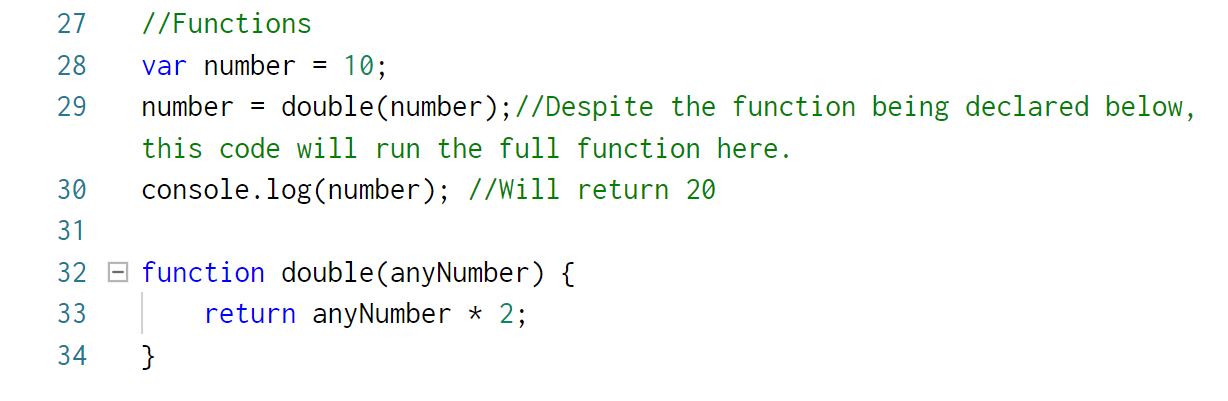 27 //Functions
28 var number = 10;
29 number = double(number);//Despite the function being declared below,
this code will run the full function here.
30 console.log(number); //Will return 20
31
32 function double(anyNumber) {
33 return anyNumber * 2;
34 }